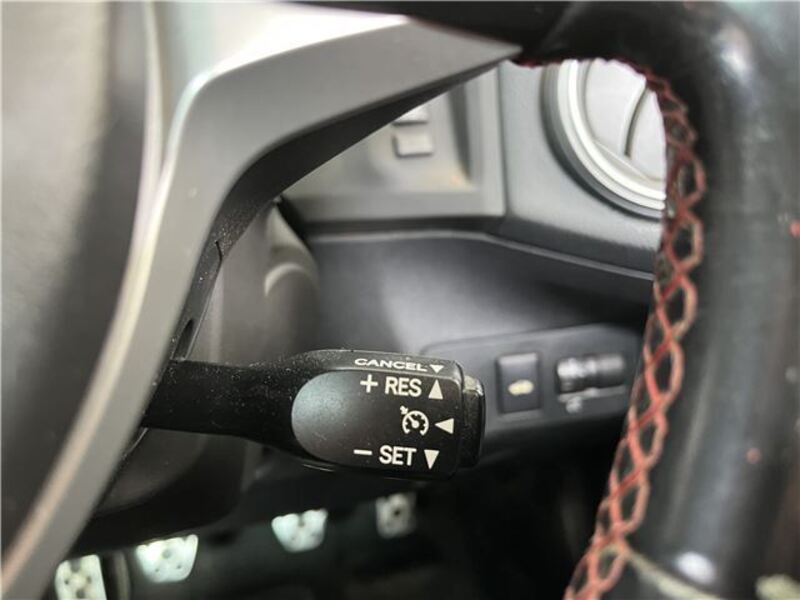 CANCEL ▼
+ RES ▲
◀
− SET ▼